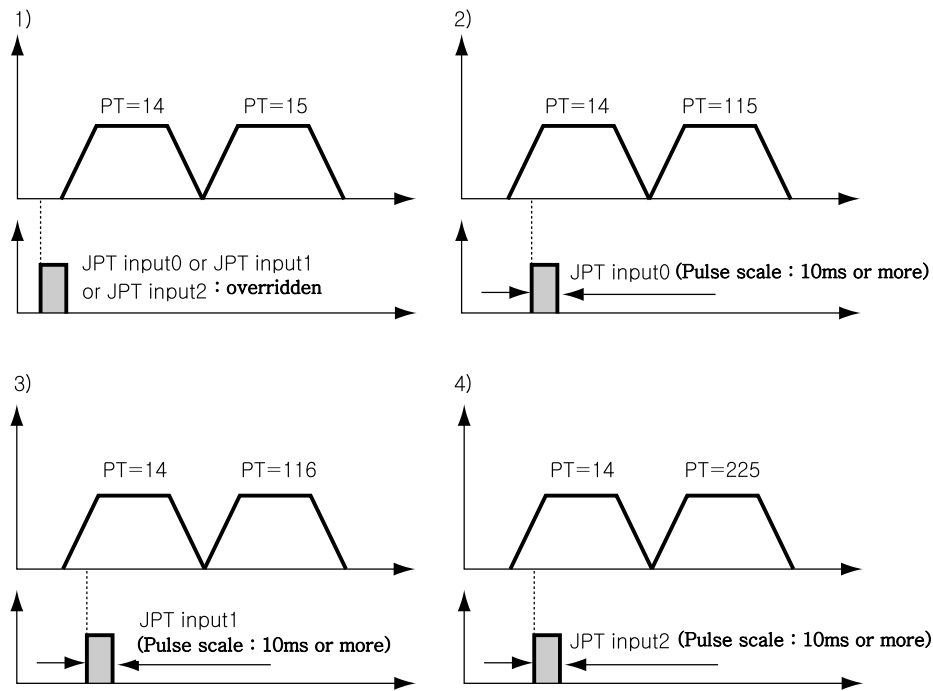 1)
PT=14
PT=15
JPT input0 or JPT input1
or JPT input2 : overridden
2)
PT=14
PT=115
JPT input0 (Pulse scale : 10ms or more)
3)
PT=14
PT=116
JPT input1
(Pulse scale : 10ms or more)
4)
PT=14
PT=225
JPT input2 (Pulse scale : 10ms or more)